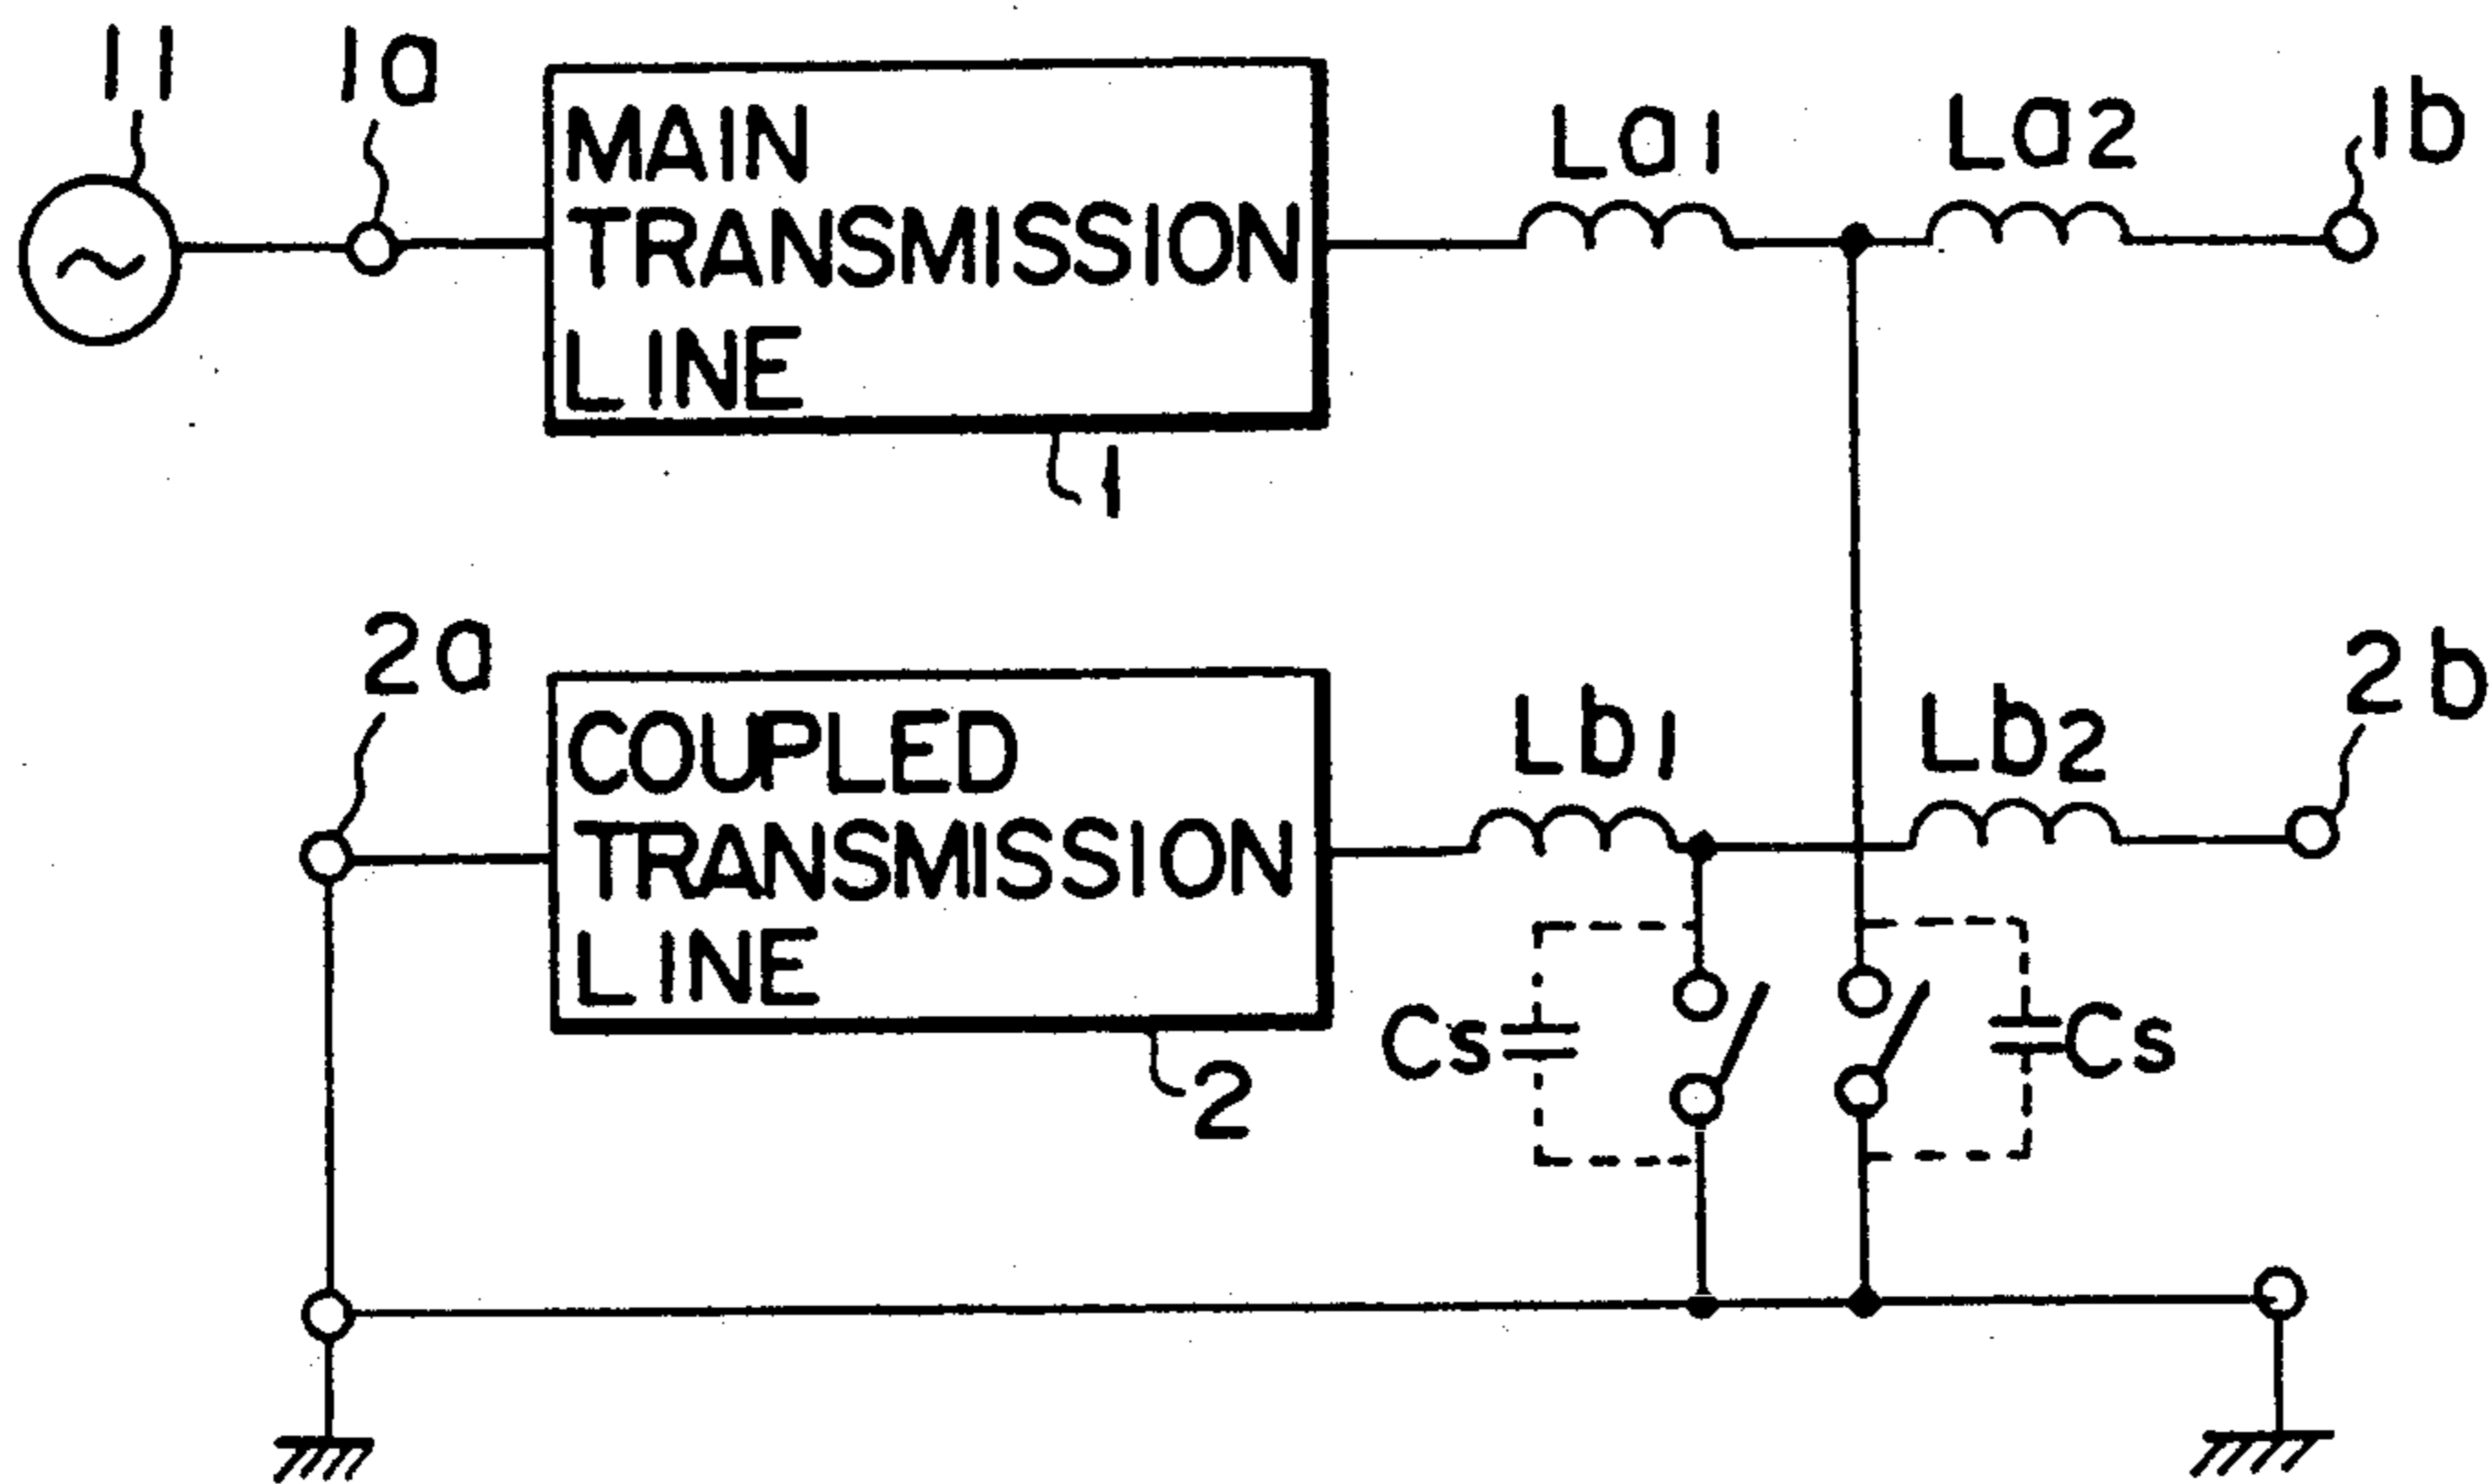 11
1a
MAIN
TRANSMISSION
LINE
La1
La2
1b
1
2a
COUPLED
TRANSMISSION
LINE
Lb1
Lb2
2b
Cs
Cs
2